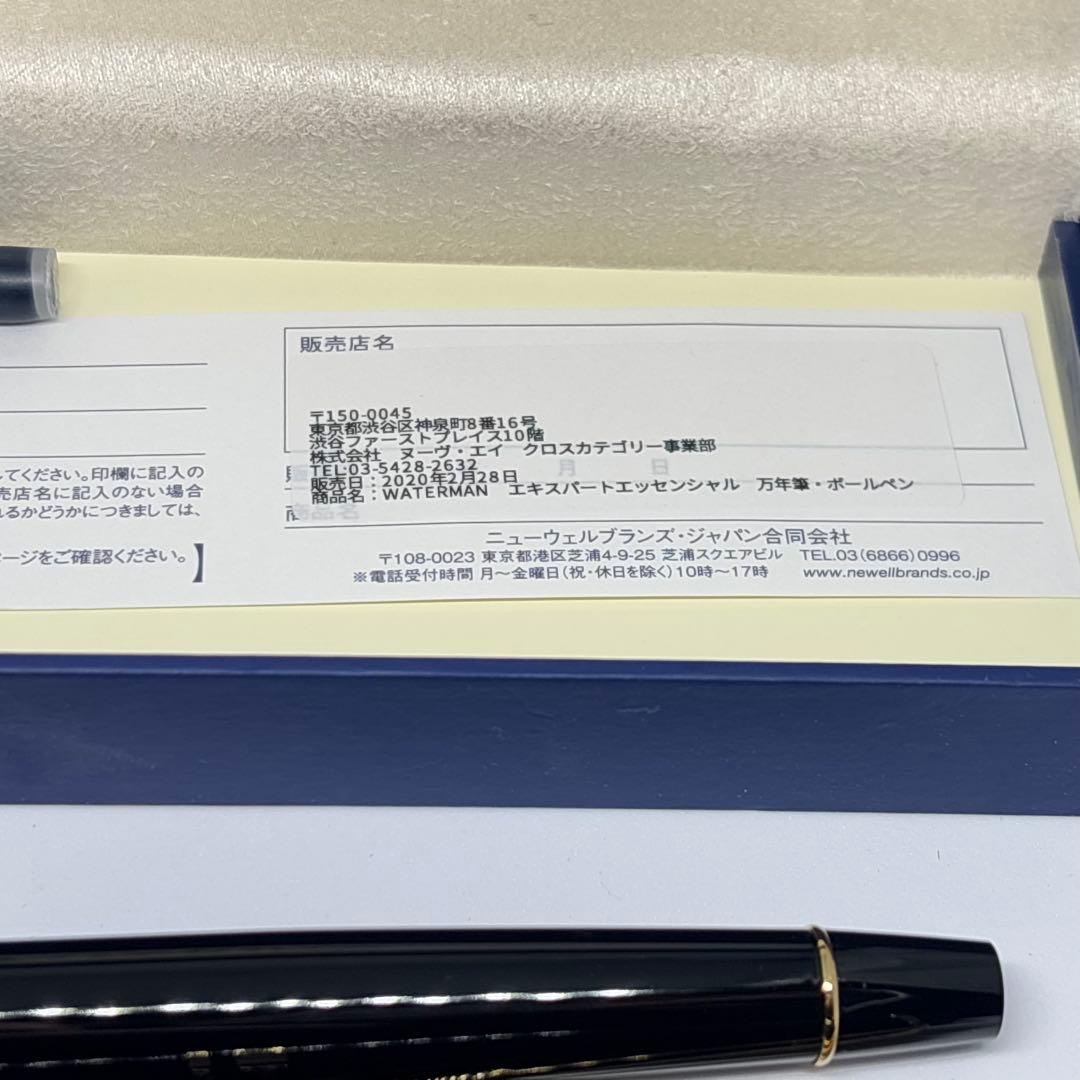 してください。印欄に記入の
売店名に記入のない場合
れるかどうかにつきましては、
ページをご確認ください。】
販売店名
〒150-0045
東京都渋谷区神泉町8番16号
渋谷ファーストプレイス10階
株式会社 ヌーヴ・エイ クロスカテゴリー事業部
TEL:03-5428-2632
販売日：2020年2月28日
商品名：WATERMAN エキスパートエッセンシャル 万年筆・ボールペン
月 日
商品名
ニューウェルブランズ・ジャパン合同会社
〒108-0023 東京都港区芝浦4-9-25 芝浦スクエアビル TEL.03(6866)0996
※電話受付時間 月～金曜日(祝・休日を除く)10時～17時 www.newellbrands.co.jp